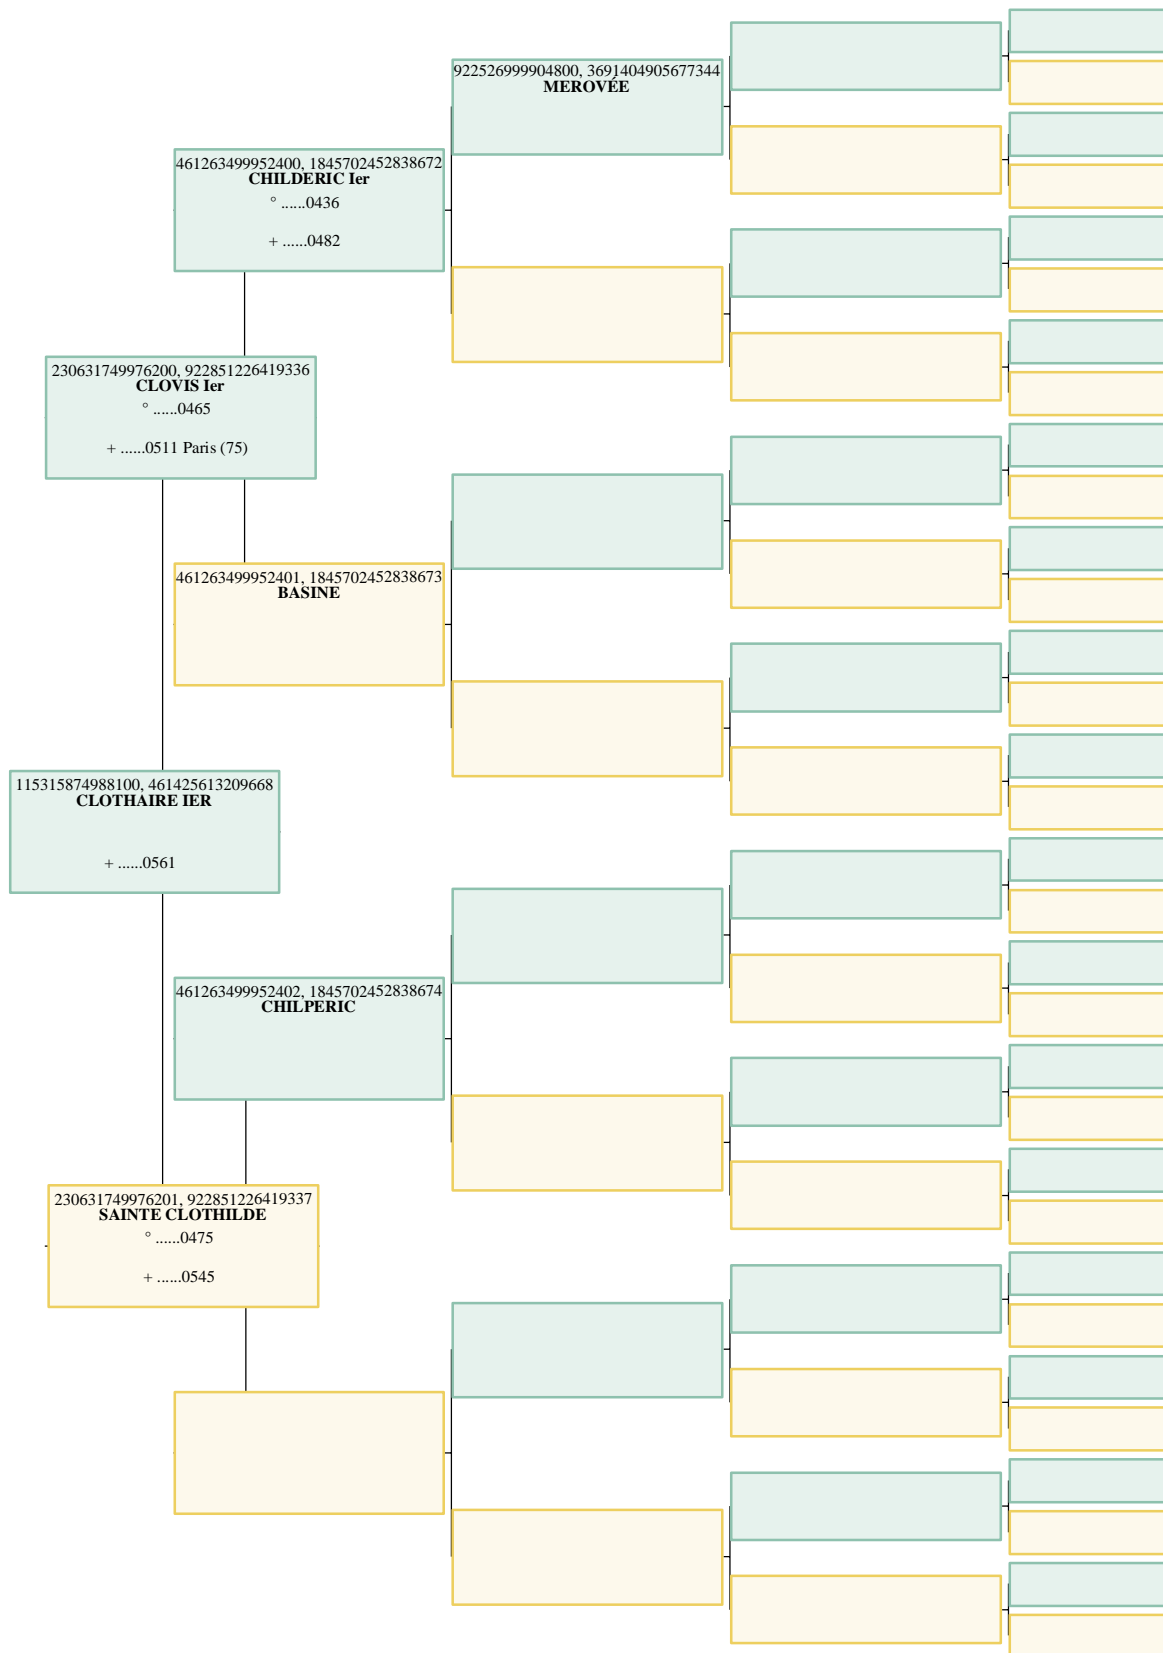 922526999904800, 3691404905677344
MEROVÉE
461263499952400, 1845702452838672
CHILDERIC Ier
° ......0436
+ ......0482
230631749976200, 922851226419336
CLOVIS Ier
° ......0465
+ ......0511 Paris (75)
461263499952401, 1845702452838673
BASINE
115315874988100, 461425613209668
CLOTHAIRE IER
+ ......0561
461263499952402, 1845702452838674
CHILPERIC
230631749976201, 922851226419337
SAINTE CLOTHILDE
° ......0475
+ ......0545